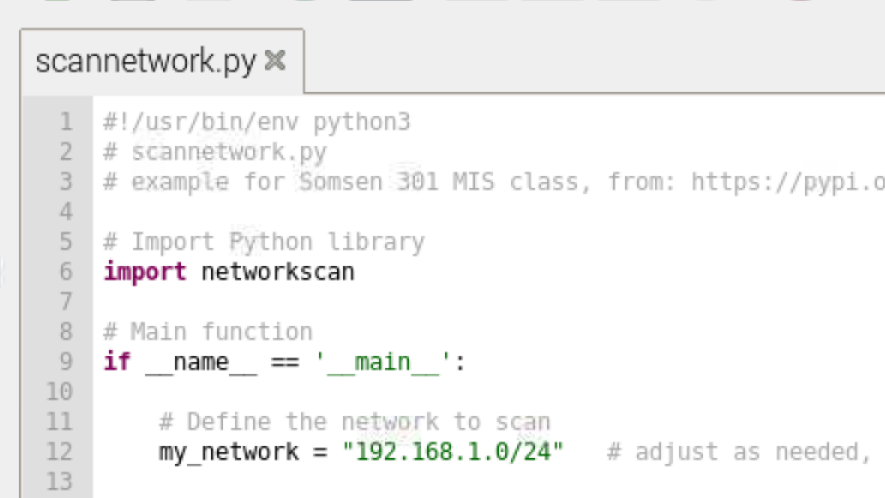 scannetwork.py
1 #!/usr/bin/env python3
2 # scannetwork.py
3 # example for Somsen 301 MIS class, from: https://pypi.o
4
5 # Import Python library
6 import networkscan
7
8 # Main function
9 if __name__ == '__main__':
10
11 # Define the network to scan
12 my_network = "192.168.1.0/24" # adjust as needed,
13